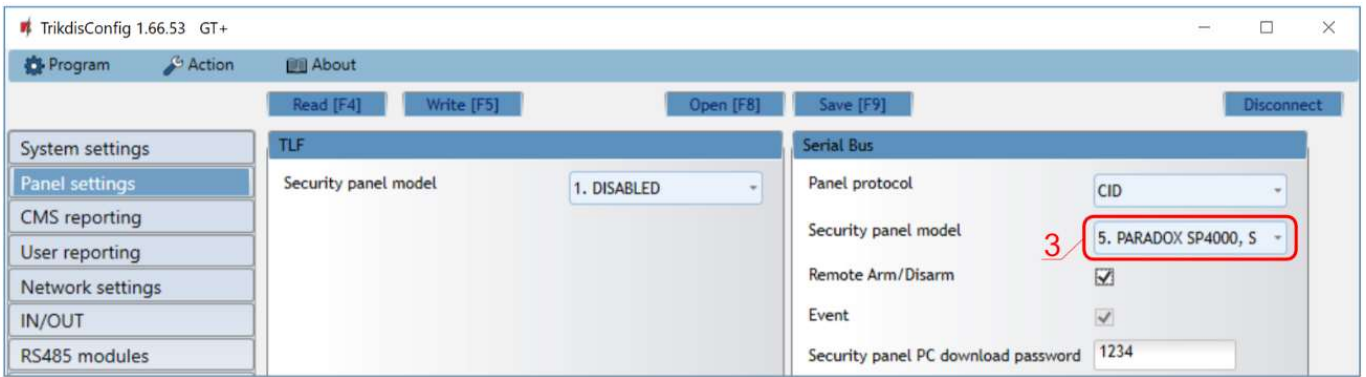 TrikdisConfig 1.66.53 GT+
Program Action About
Read [F4] Write [F5] Open [F8] Save [F9] Disconnect
System settings
Panel settings
CMS reporting
User reporting
Network settings
IN/OUT
RS485 modules
TLF
Security panel model 1. DISABLED
Serial Bus
Panel protocol CID
Security panel model 5. PARADOX SP4000, S
3
Remote Arm/Disarm
Event
Security panel PC download password 1234